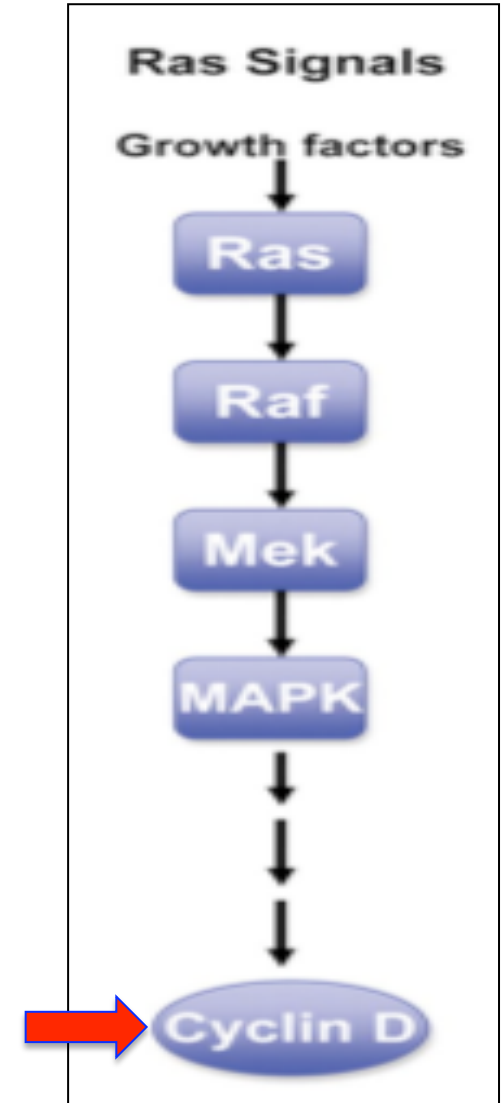 Ras Signals
Growth factors
Ras
Raf
Mek
MAPK
Cyclin D